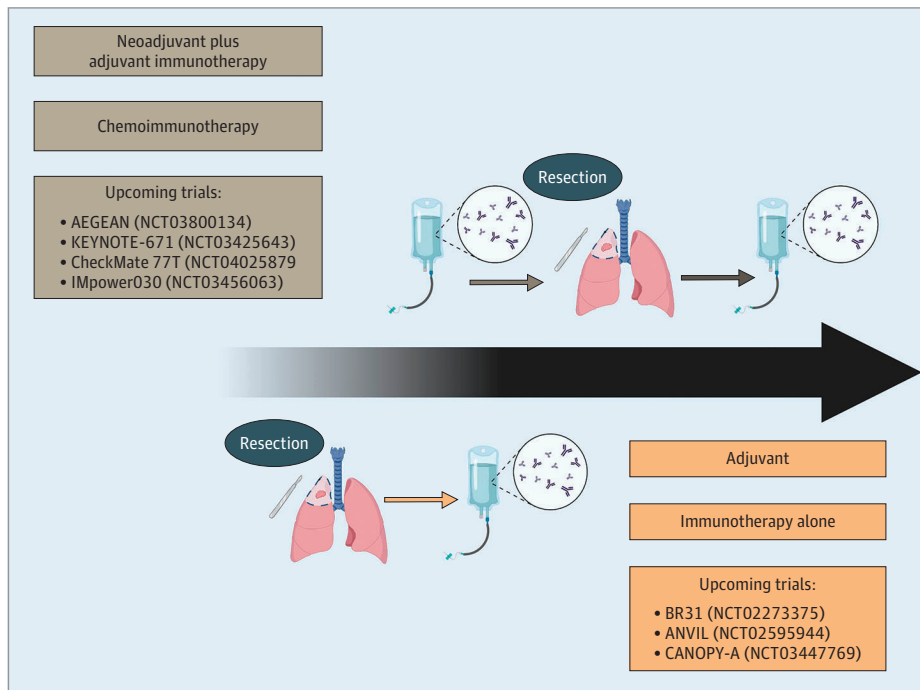 Neoadjuvant plus
adjuvant immunotherapy
Chemoimmunotherapy
Upcoming trials:
• AEGEAN (NCT03800134)
• KEYNOTE-671 (NCT03425643)
• CheckMate 77T (NCT04025879
• IMpower030 (NCT03456063)
Resection
Resection
Adjuvant
Immunotherapy alone
Upcoming trials:
• BR31 (NCT02273375)
• ANVIL (NCT02595944)
• CANOPY-A (NCT03447769)